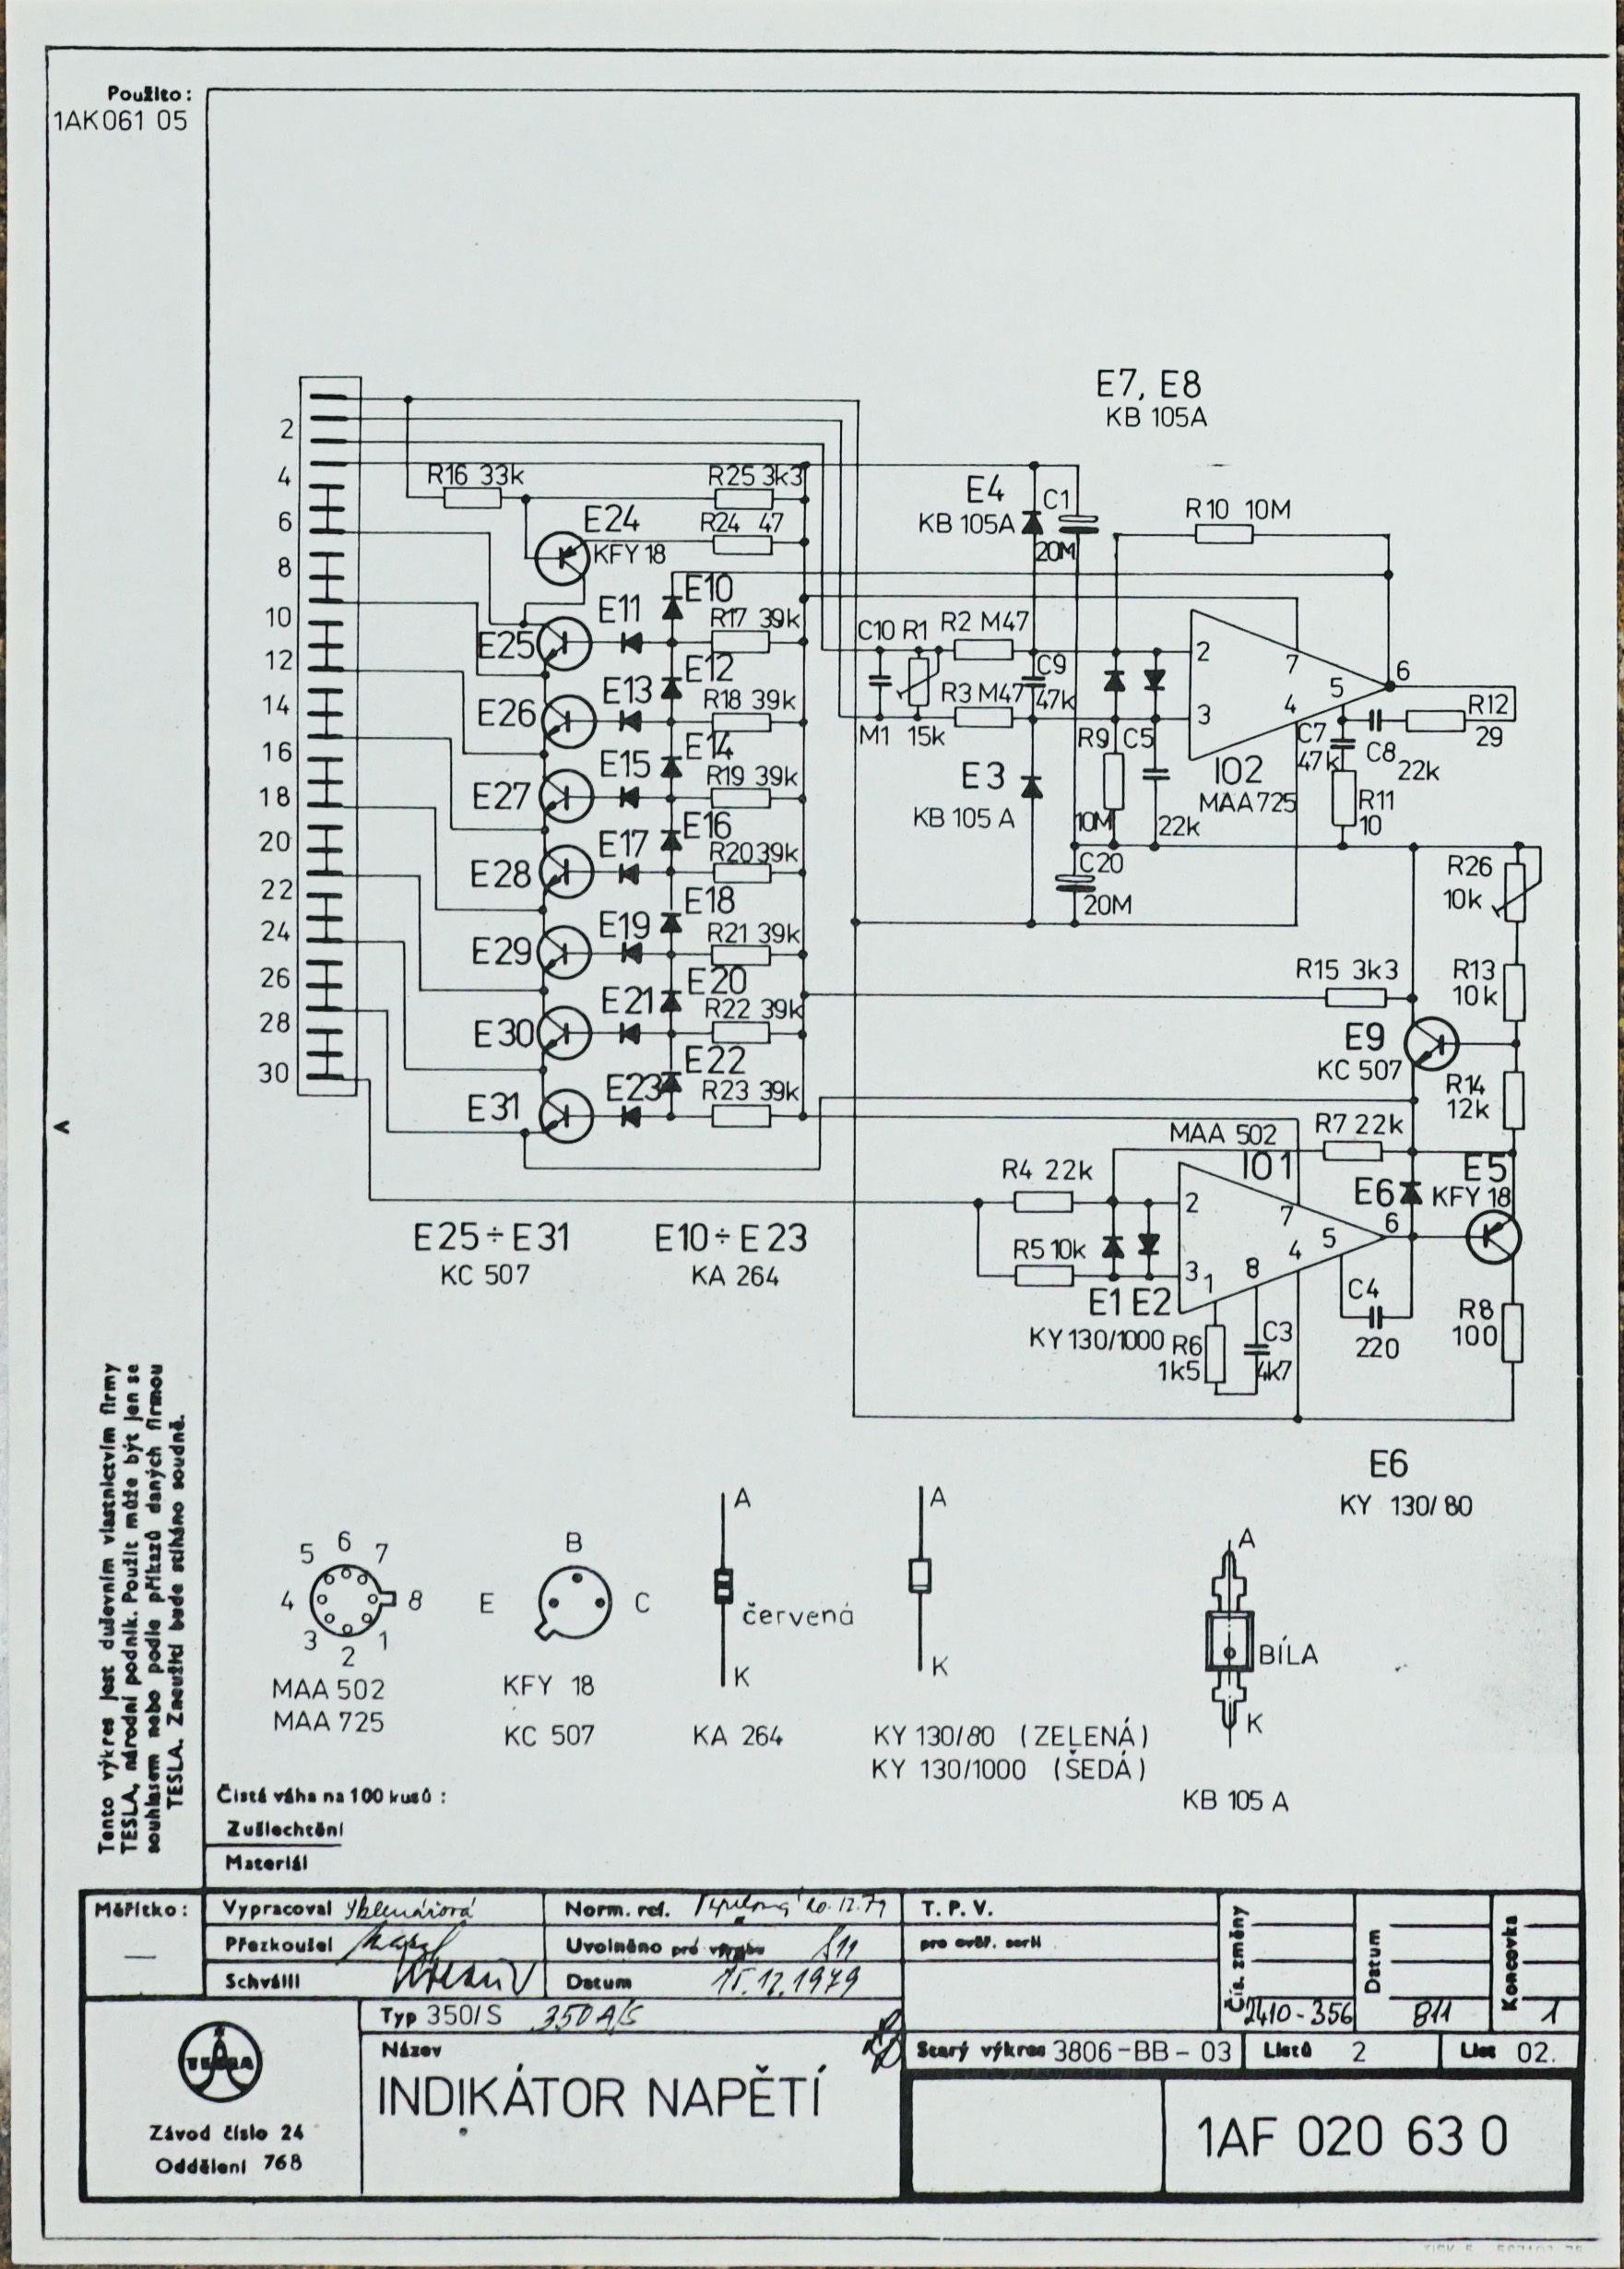 Použito:
1AK061 05
E7, E8
KB 105A
2
4
6
8
10
12
14
16
18
20
22
24
26
28
30
R16 33k
R25 3k3
E24
KFY 18
R24 47
E4
KB 105A
C1
20M
R10 10M
E10
E11
R17 39k
E25
E12
E13
R18 39k
E26
E14
E15
R19 39k
E27
E16
E17
R20 39k
E28
E18
E19
R21 39k
E29
E20
E21
R22 39k
E30
E22
E23
R23 39k
E31
C10 R1
R2 M47
C9
47k
R3 M47
M1 15k
E3
KB 105 A
R9 C5
10M
22k
2
3
7
4
5
6
IO2
MAA 725
C7
47k
C8
22k
R12
29
R11
10
C20
20M
R26
10k
R15 3k3
R13
10k
E9
KC 507
R14
12k
MAA 502
IO1
R7 22k
E5
KFY 18
E6
R4 22k
R5 10k
2
3
1
8
7
4
5
6
E1 E2
KY 130/1000
R6
1k5
C3
4k7
C4
220
R8
100
E25 ÷ E31
KC 507
E10 ÷ E23
KA 264
E6
KY 130/80
5 6 7
4 8
3 2 1
MAA 502
MAA 725
B
E C
KFY 18
KC 507
A
červená
K
KA 264
A
K
KY 130/80 (ZELENÁ)
KY 130/1000 (ŠEDÁ)
A
BÍLA
K
KB 105 A
Tento výkres jest duševním vlastnictvím firmy
TESLA, národní podnik. Použit může být jen se
souhlasem nebo podle příkazů daných firmou
TESLA. Zneužití bude stíháno soudně.
Čistá váha na 100 kusů :
Zušlechtění
Materiál
Měřítko :
Vypracoval
Norm. ref. 20.12.79
T. P. V.
Přezkoušel
Uvolněno pro výrobu
pro ověř. serii
Schválil
Datum 15.12.1979
Čís. změny
2410-356
Datum
811
Koncovka
1
Typ 350/S 350A/S
TESLA
Závod číslo 24
Oddělení 768
Název
INDIKÁTOR NAPĚTÍ
Starý výkres 3806-BB-03
Listů 2
List 02.
1AF 020 63 0